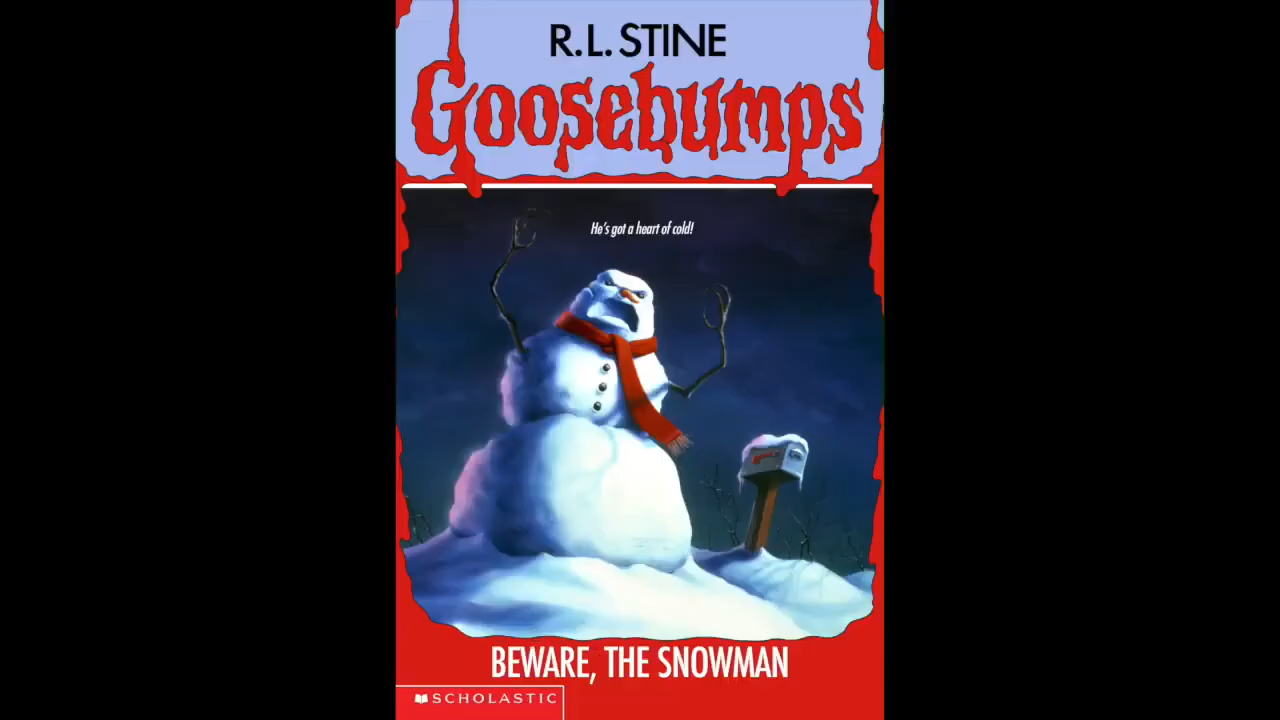 R.L. STINE
Goosebumps
He's got a heart of cold!
BEWARE, THE SNOWMAN
SCHOLASTIC